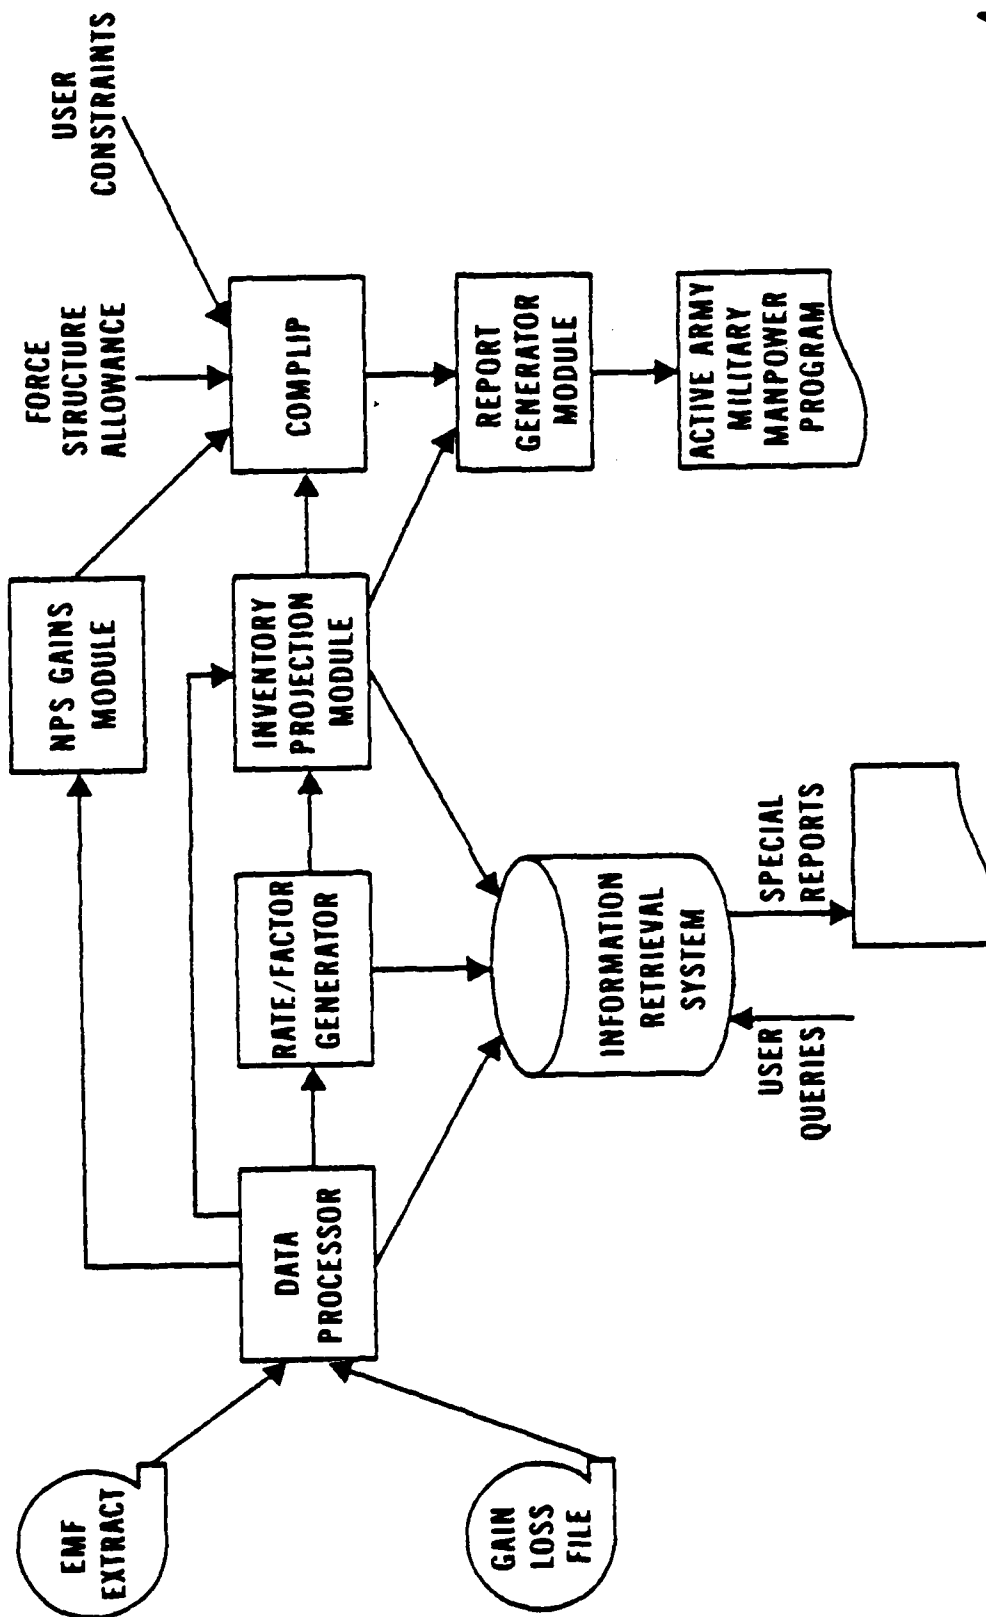 EMF
EXTRACT
GAIN
LOSS
FILE
DATA
PROCESSOR
RATE/FACTOR
GENERATOR
NPS GAINS
MODULE
INVENTORY
PROJECTION
MODULE
FORCE
STRUCTURE
ALLOWANCE
USER
CONSTRAINTS
COMPLIP
REPORT
GENERATOR
MODULE
ACTIVE ARMY
MILITARY
MANPOWER
PROGRAM
INFORMATION
RETRIEVAL
SYSTEM
USER
QUERIES
SPECIAL
REPORTS